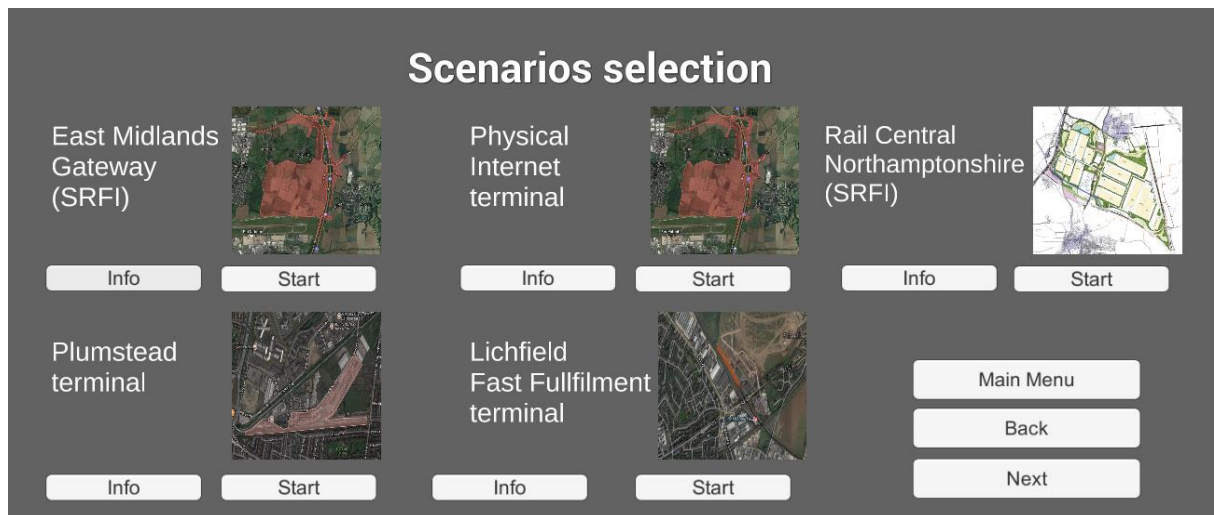 Scenarios selection
East Midlands
Gateway
(SRFI)
Info
Start
Physical
Internet
terminal
Info
Start
Rail Central
Northamptonshire
(SRFI)
Info
Start
Plumstead
terminal
Info
Start
Lichfield
Fast Fullfilment
terminal
Info
Start
Main Menu
Back
Next